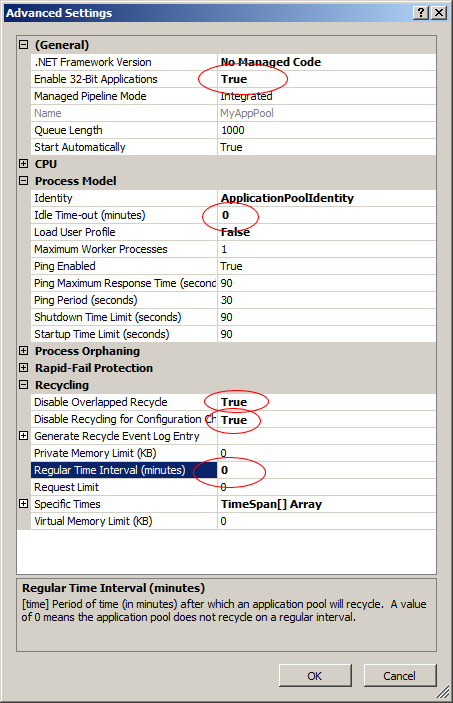 Advanced Settings
(General)
.NET Framework Version No Managed Code
Enable 32-Bit Applications True
Managed Pipeline Mode Integrated
Name MyAppPool
Queue Length 1000
Start Automatically True
CPU
Process Model
Identity ApplicationPoolIdentity
Idle Time-out (minutes) 0
Load User Profile False
Maximum Worker Processes 1
Ping Enabled True
Ping Maximum Response Time (second 90
Ping Period (seconds) 30
Shutdown Time Limit (seconds) 90
Startup Time Limit (seconds) 90
Process Orphaning
Rapid-Fail Protection
Recycling
Disable Overlapped Recycle True
Disable Recycling for Configuration Ch True
Generate Recycle Event Log Entry
Private Memory Limit (KB) 0
Regular Time Interval (minutes) 0
Request Limit 0
Specific Times TimeSpan[] Array
Virtual Memory Limit (KB) 0
Regular Time Interval (minutes)
[time] Period of time (in minutes) after which an application pool will recycle. A value
of 0 means the application pool does not recycle on a regular interval.
OK Cancel